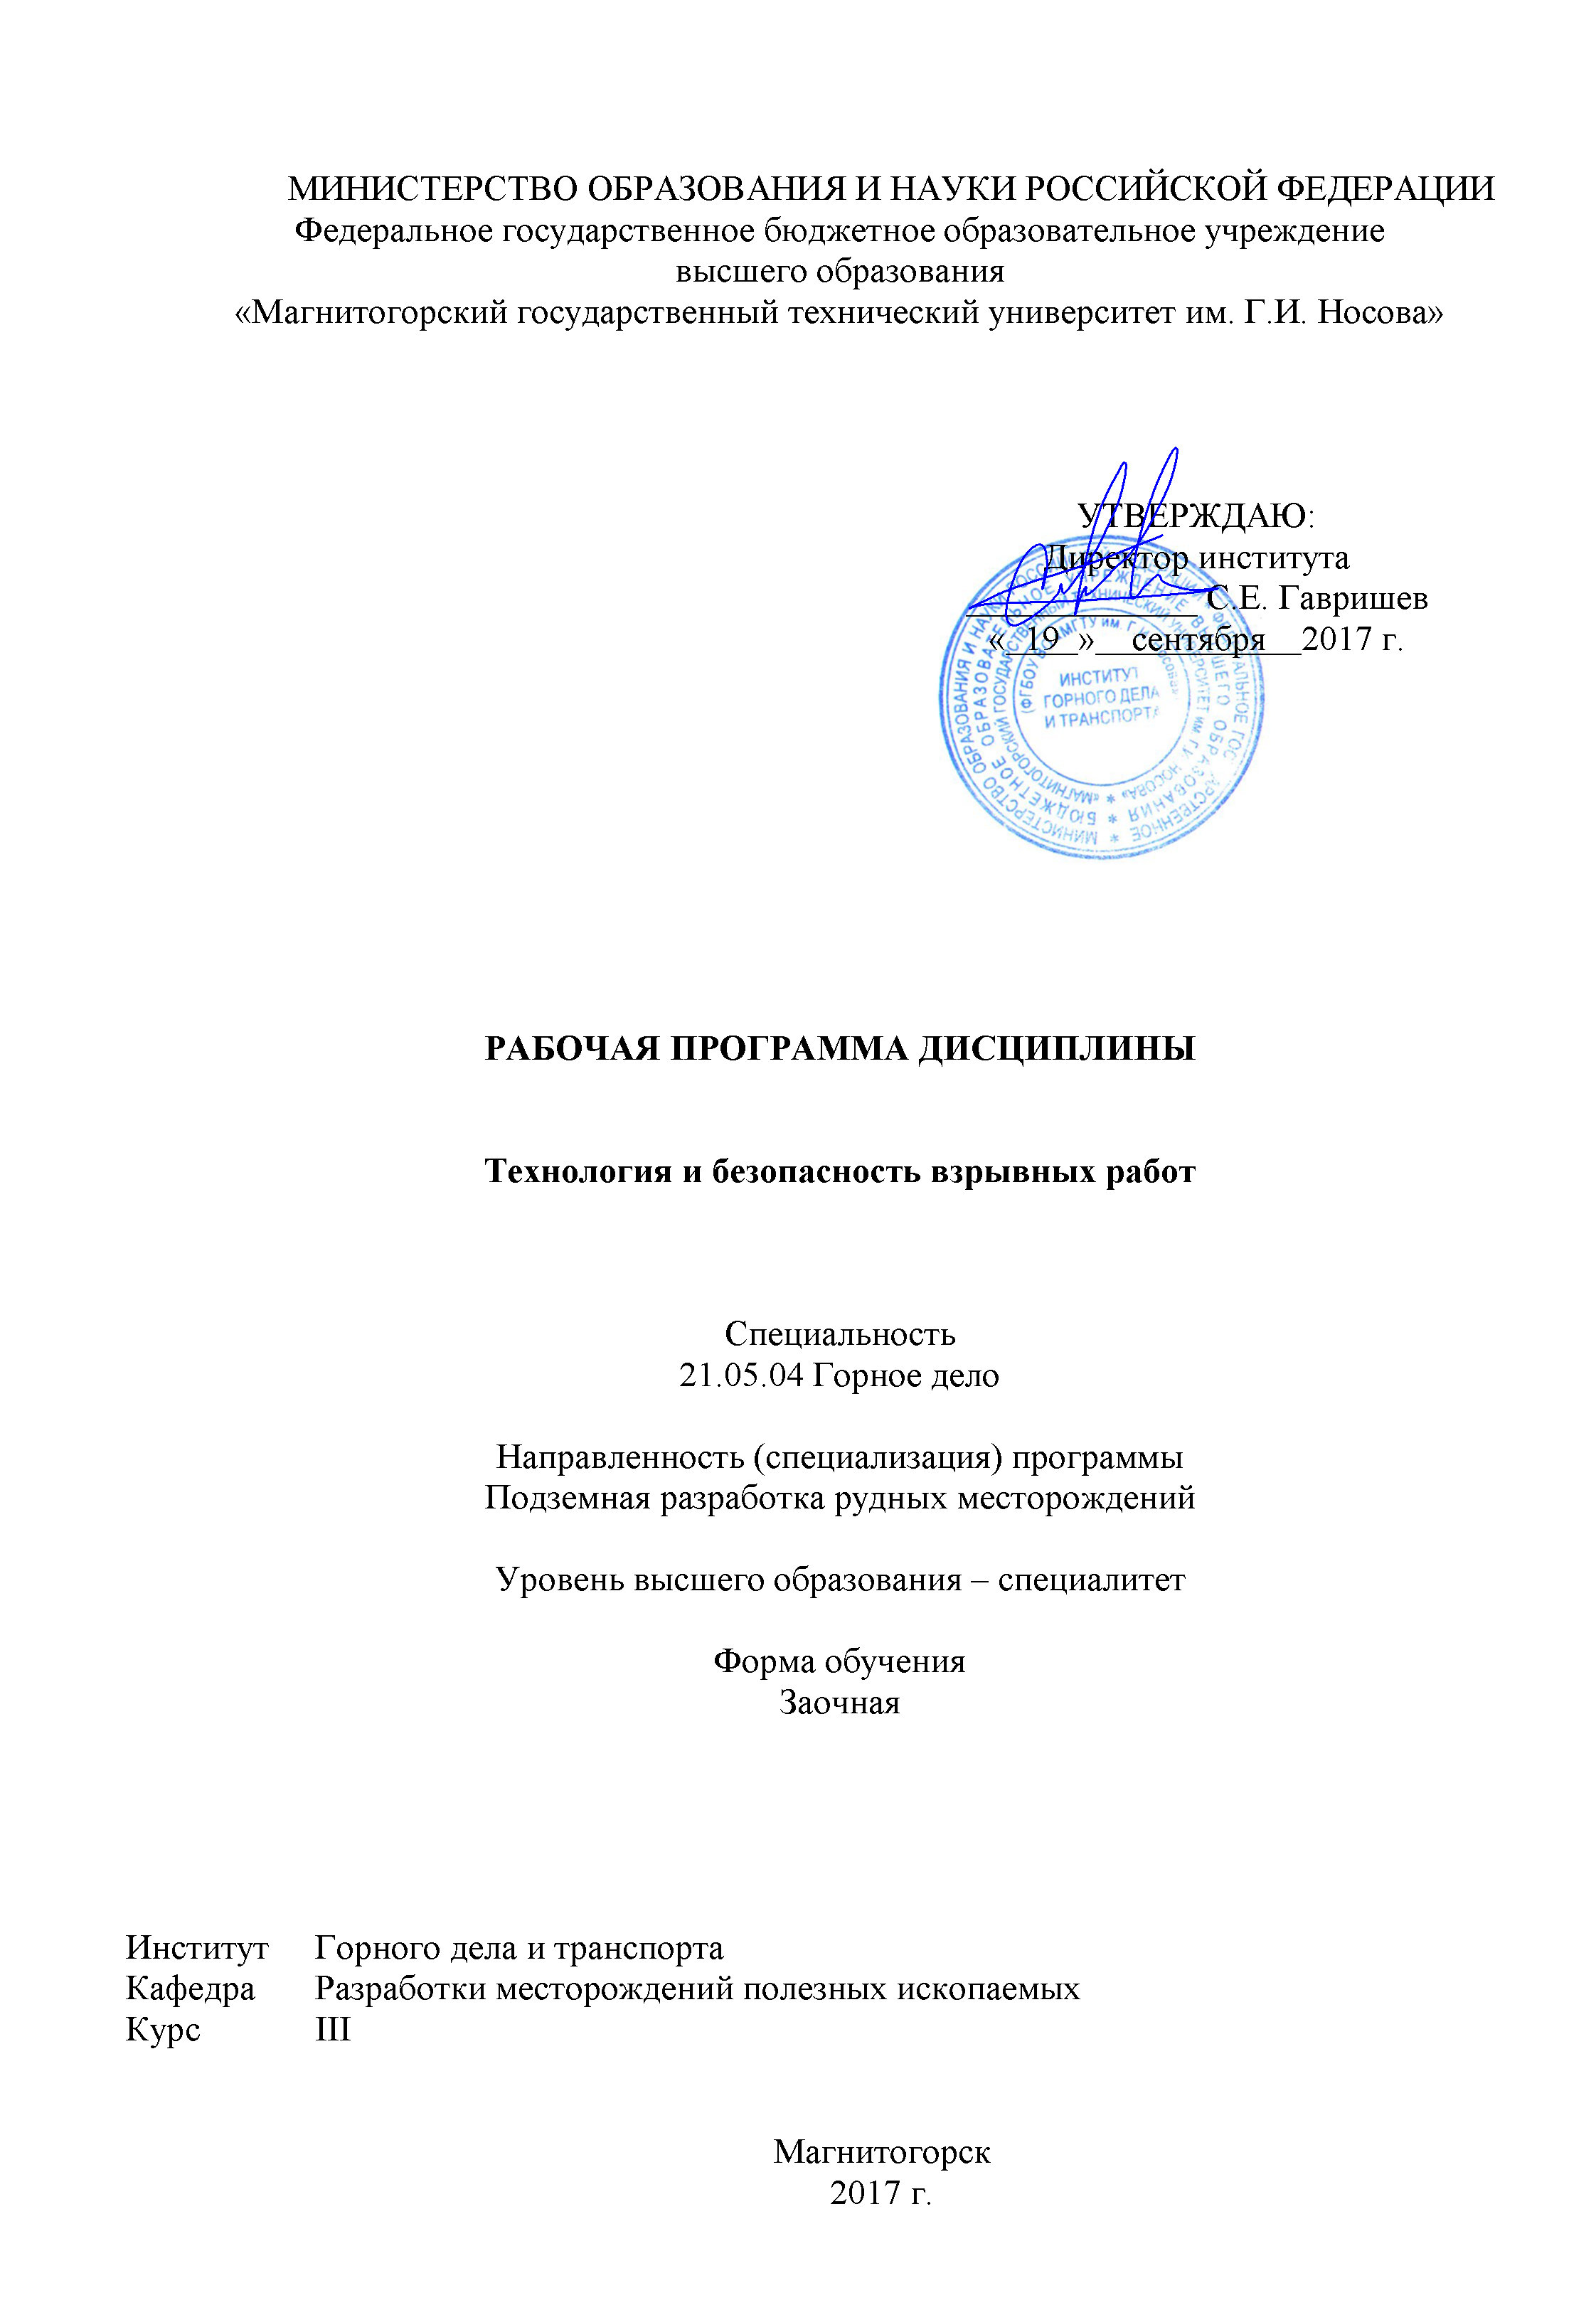 МИНИСТЕРСТВО ОБРАЗОВАНИЯ И НАУКИ РОССИЙСКОЙ ФЕДЕРАЦИИ
Федеральное государственное бюджетное образовательное учреждение
высшего образования
«Магнитогорский государственный технический университет им. Г.И. Носова»
УТВЕРЖДАЮ:
Директор института
_____________ С.Е. Гавришев
«_19_»__сентября__2017 г.
ИНСТИТУТ
ГОРНОГО ДЕЛА
И ТРАНСПОРТА
РАБОЧАЯ ПРОГРАММА ДИСЦИПЛИНЫ
Технология и безопасность взрывных работ
Специальность
21.05.04 Горное дело
Направленность (специализация) программы
Подземная разработка рудных месторождений
Уровень высшего образования – специалитет
Форма обучения
Заочная
Институт Горного дела и транспорта
Кафедра Разработки месторождений полезных ископаемых
Курс III
Магнитогорск
2017 г.